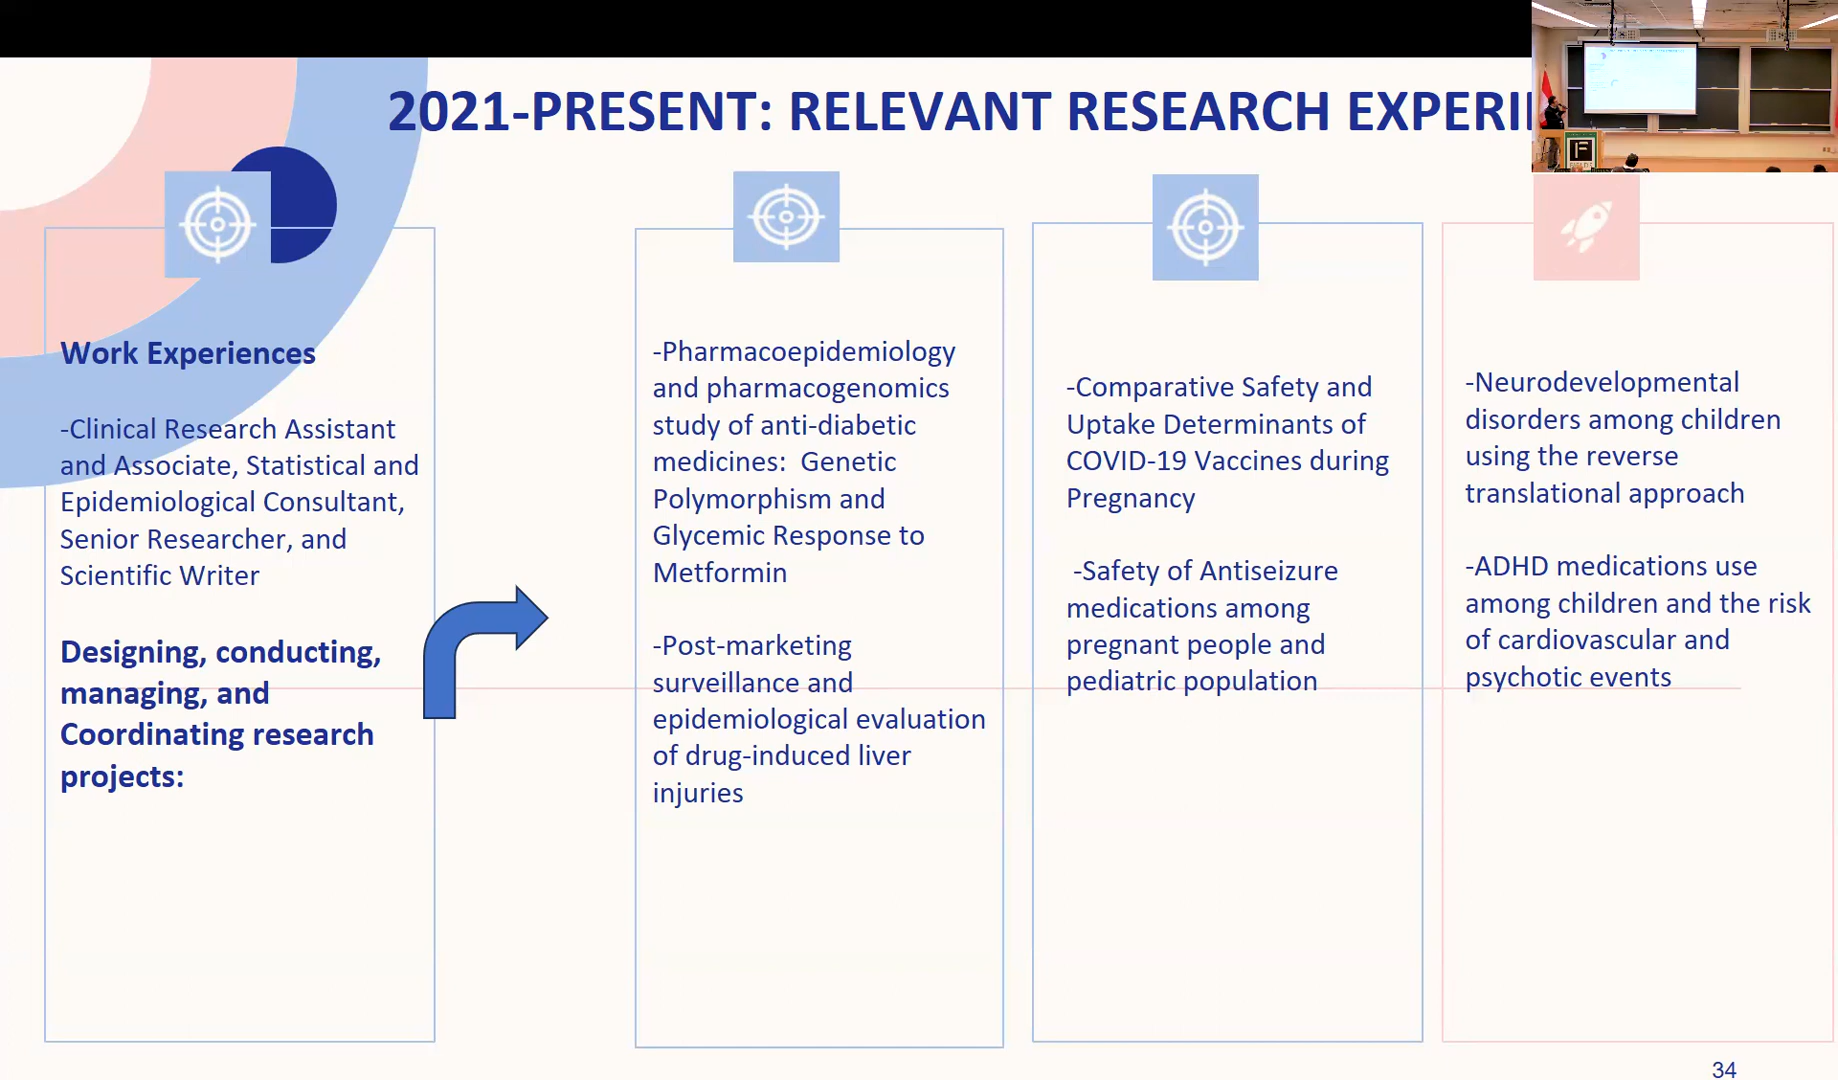 2021-PRESENT: RELEVANT RESEARCH EXPERI
Work Experiences
-Clinical Research Assistant
and Associate, Statistical and
Epidemiological Consultant,
Senior Researcher, and
Scientific Writer
Designing, conducting,
managing, and
Coordinating research
projects:
-Pharmacoepidemiology
and pharmacogenomics
study of anti-diabetic
medicines:  Genetic
Polymorphism and
Glycemic Response to
Metformin
-Post-marketing
surveillance and
epidemiological evaluation
of drug-induced liver
injuries
-Comparative Safety and
Uptake Determinants of
COVID-19 Vaccines during
Pregnancy
-Safety of Antiseizure
medications among
pregnant people and
pediatric population
-Neurodevelopmental
disorders among children
using the reverse
translational approach
-ADHD medications use
among children and the risk
of cardiovascular and
psychotic events
34